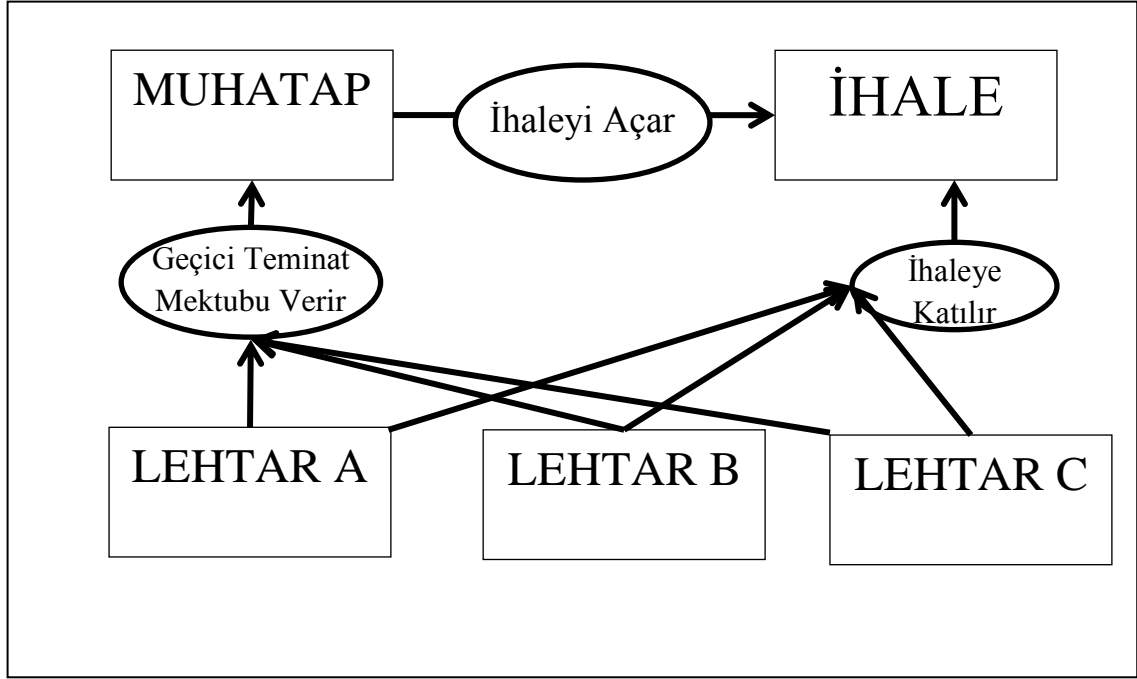 MUHATAP
İhaleyi Açar
İHALE
Geçici Teminat
Mektubu Verir
İhaleye
Katılır
LEHTAR A
LEHTAR B
LEHTAR C